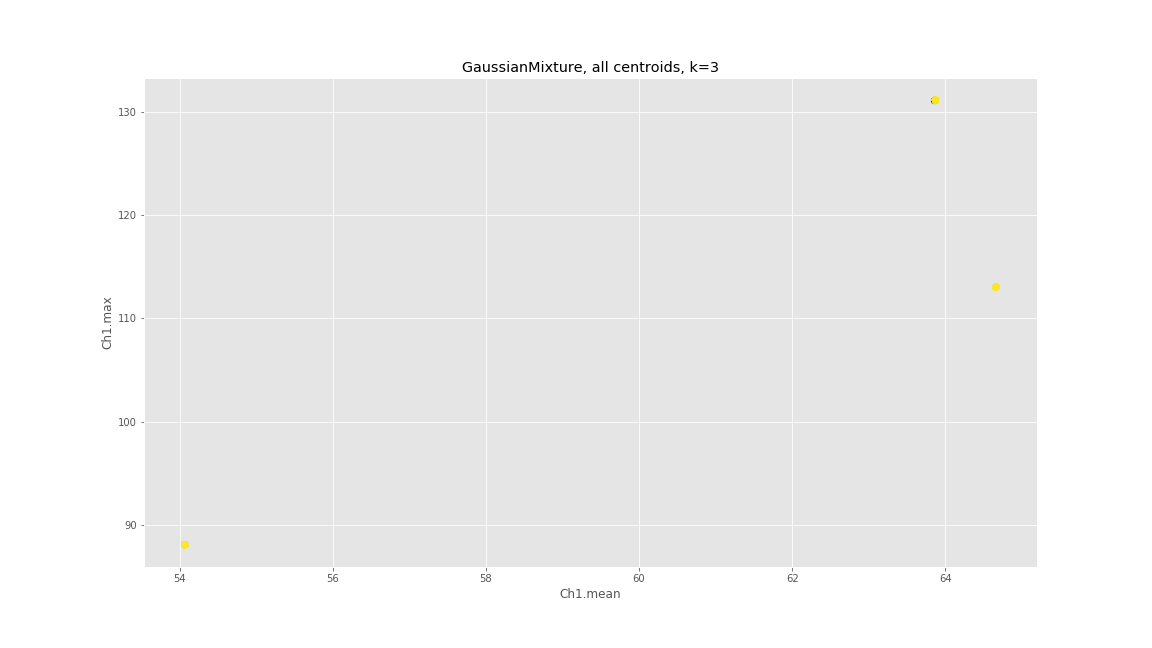 GaussianMixture, all centroids, k=3
130
120
110
100
90
Ch1.max
54 56 58 60 62 64
Ch1.mean